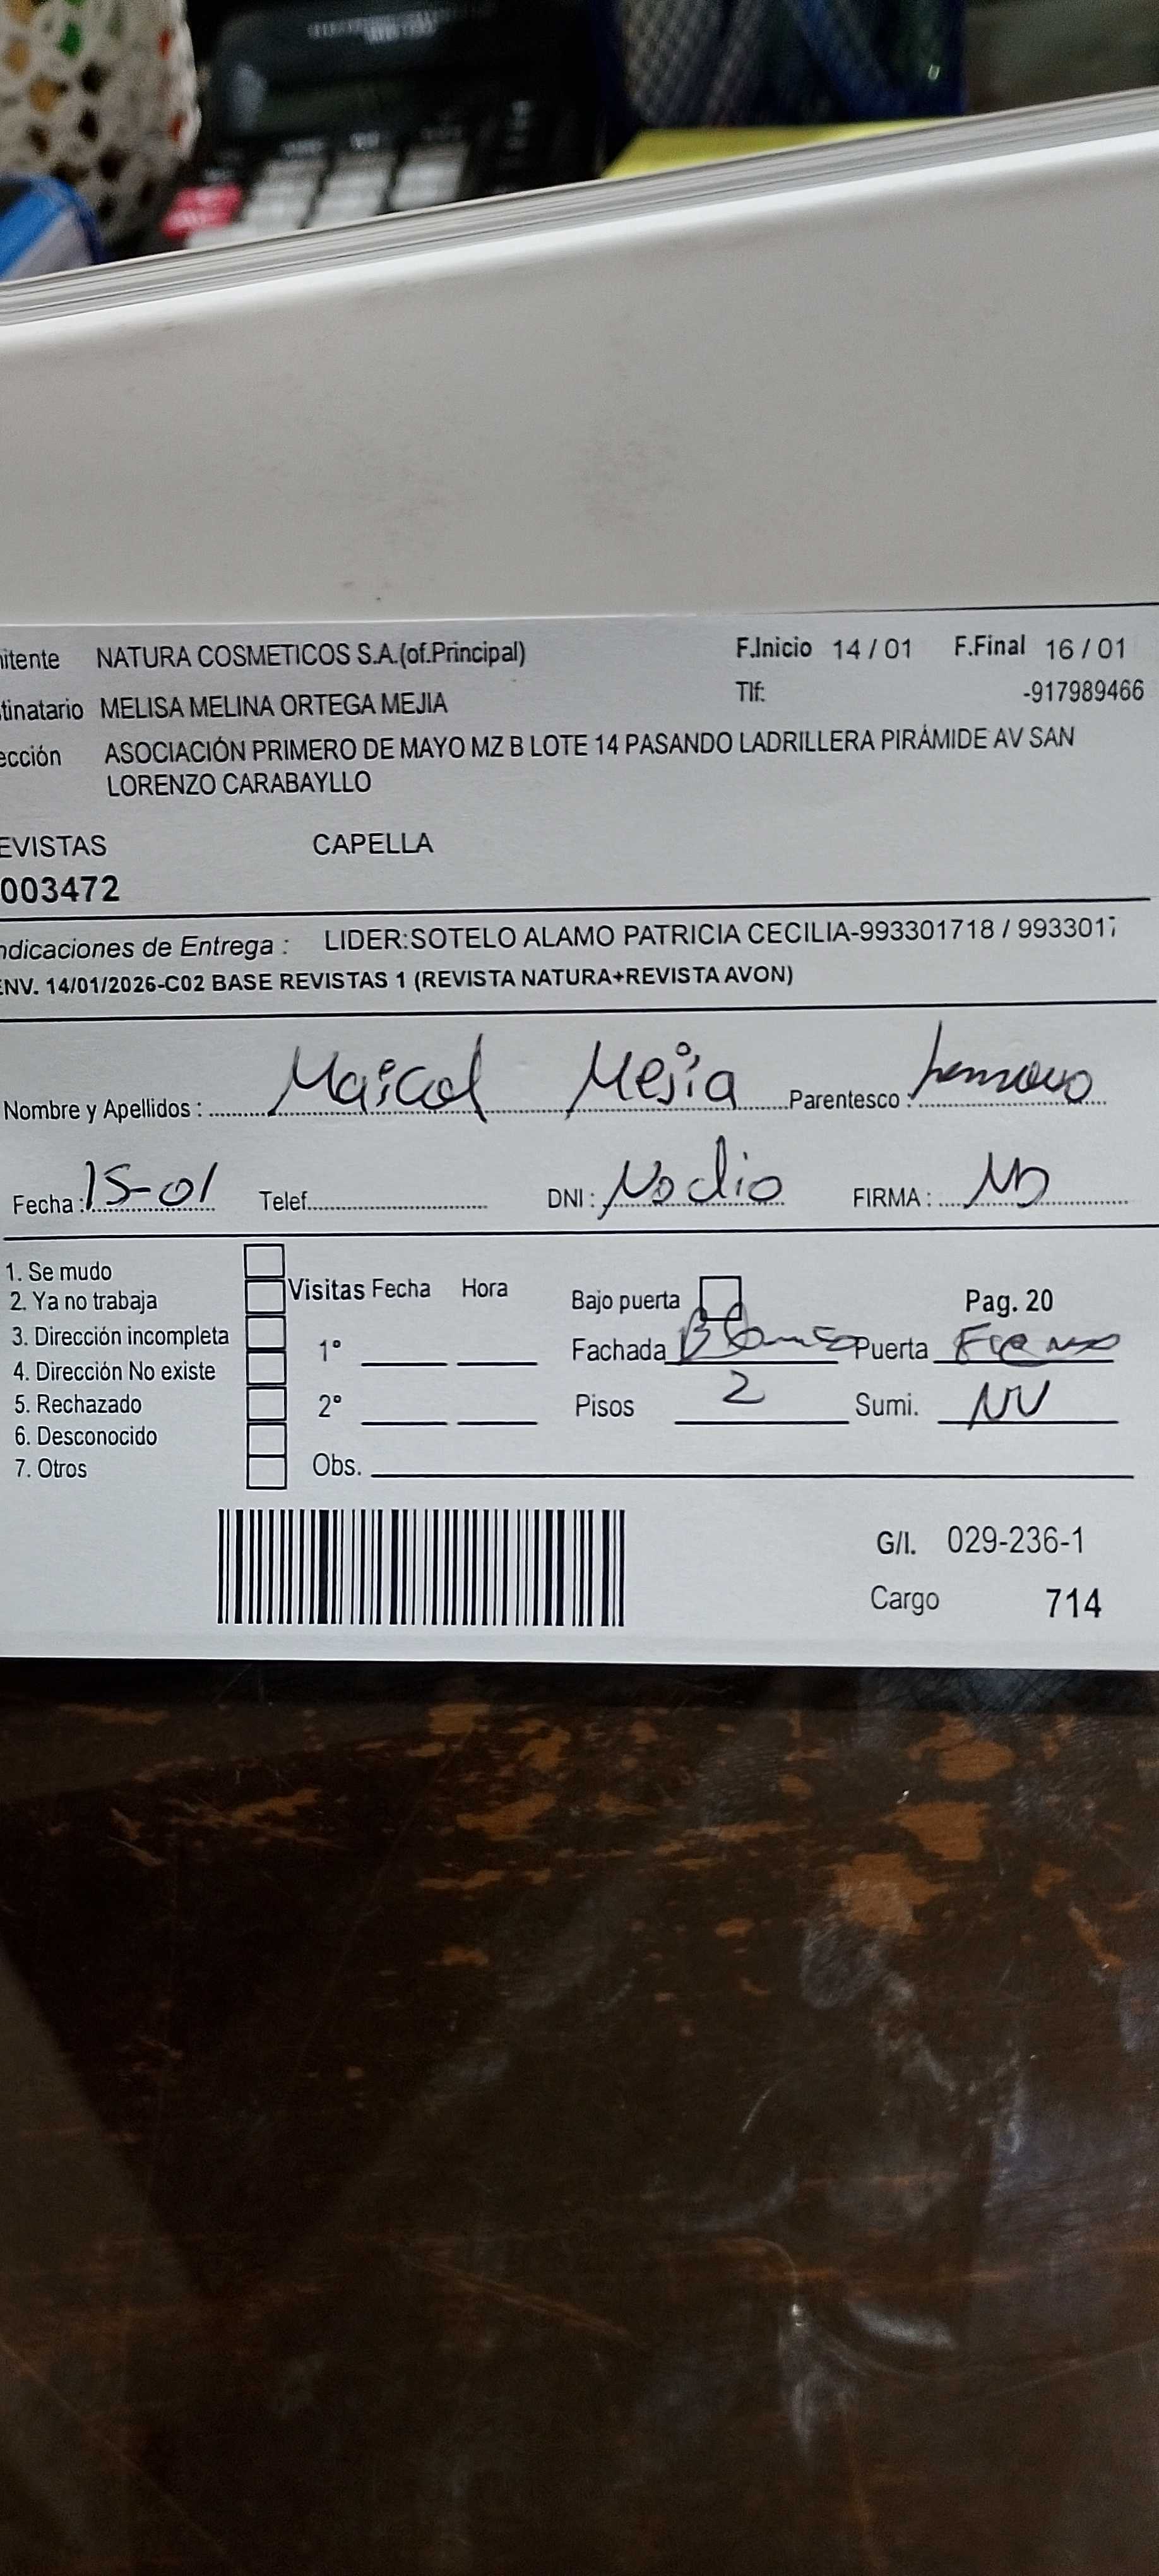 itente NATURA COSMETICOS S.A.(of.Principal) F.Inicio 14 / 01 F.Final 16 / 01
tinatario MELISA MELINA ORTEGA MEJIA Tlf: -917989466
ección ASOCIACIÓN PRIMERO DE MAYO MZ B LOTE 14 PASANDO LADRILLERA PIRÁMIDE AV SAN
LORENZO CARABAYLLO
EVISTAS CAPELLA
003472
ndicaciones de Entrega : LIDER:SOTELO ALAMO PATRICIA CECILIA-993301718 / 9933017
ENV. 14/01/2026-C02 BASE REVISTAS 1 (REVISTA NATURA+REVISTA AVON)
Nombre y Apellidos : Maicol Mejia Parentesco : hermano
Fecha : 15-01 Telef. DNI : No dio FIRMA :
1. Se mudo
2. Ya no trabaja Visitas Fecha Hora Bajo puerta Pag. 20
3. Dirección incompleta 1° Fachada Blanco Puerta Fierro
4. Dirección No existe
5. Rechazado 2° Pisos 2 Sumi. NV
6. Desconocido
7. Otros Obs.
G/I. 029-236-1
Cargo 714